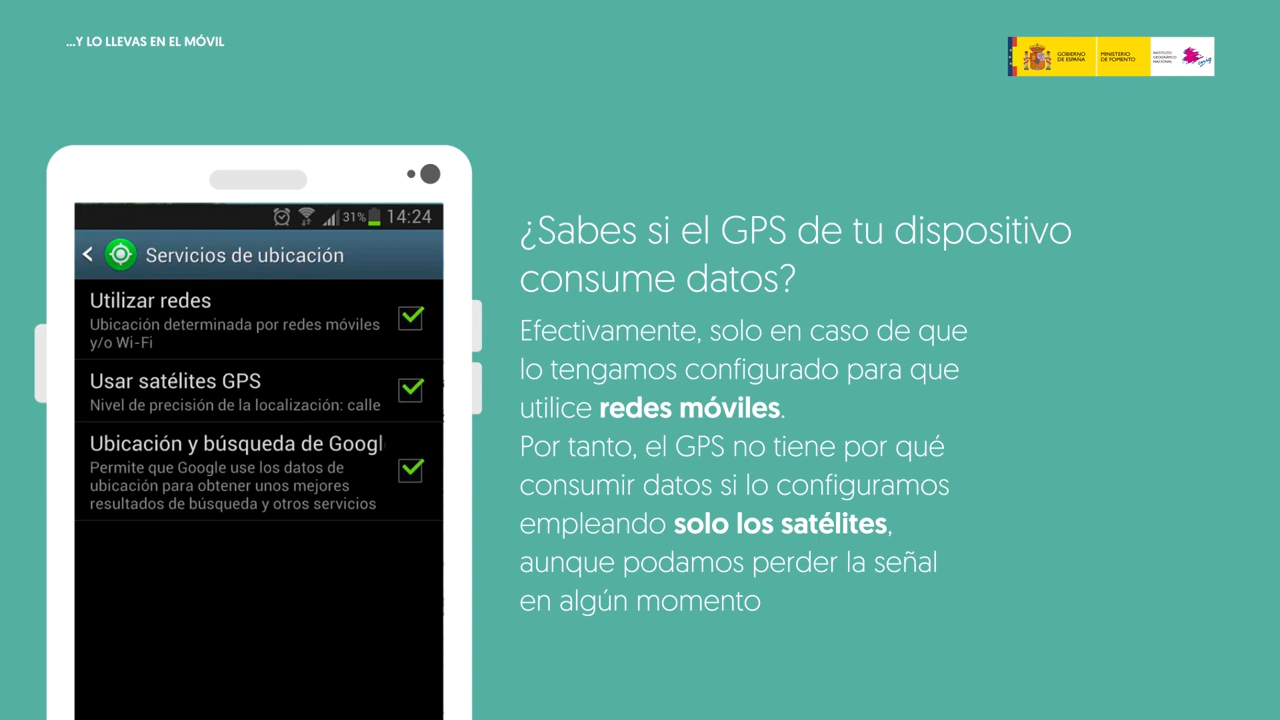 ...Y LO LLEVAS EN EL MÓVIL
GOBIERNO
DE ESPAÑA
MINISTERIO
DE FOMENTO
INSTITUTO
GEOGRÁFICO
NACIONAL
31%
14:24
Servicios de ubicación
Utilizar redes
Ubicación determinada por redes móviles
y/o Wi-Fi
Usar satélites GPS
Nivel de precisión de la localización: calle
Ubicación y búsqueda de Googl
Permite que Google use los datos de
ubicación para obtener unos mejores
resultados de búsqueda y otros servicios
¿Sabes si el GPS de tu dispositivo
consume datos?
Efectivamente, solo en caso de que
lo tengamos configurado para que
utilice redes móviles.
Por tanto, el GPS no tiene por qué
consumir datos si lo configuramos
empleando solo los satélites,
aunque podamos perder la señal
en algún momento